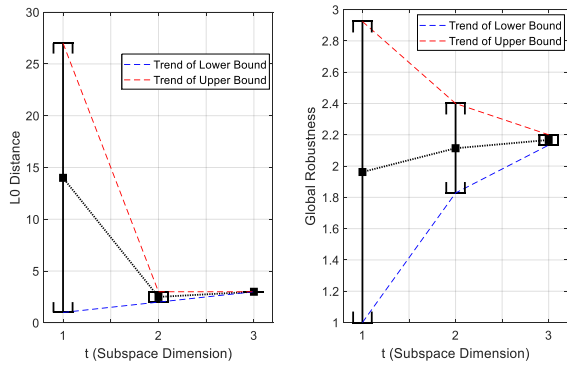 30
25
20
15
10
5
0
L0 Distance
Trend of Lower Bound
Trend of Upper Bound
1 2 3
t (Subspace Dimension)
3
2.8
2.6
2.4
2.2
2
1.8
1.6
1.4
1.2
1
Global Robustness
Trend of Lower Bound
Trend of Upper Bound
1 2 3
t (Subspace Dimension)